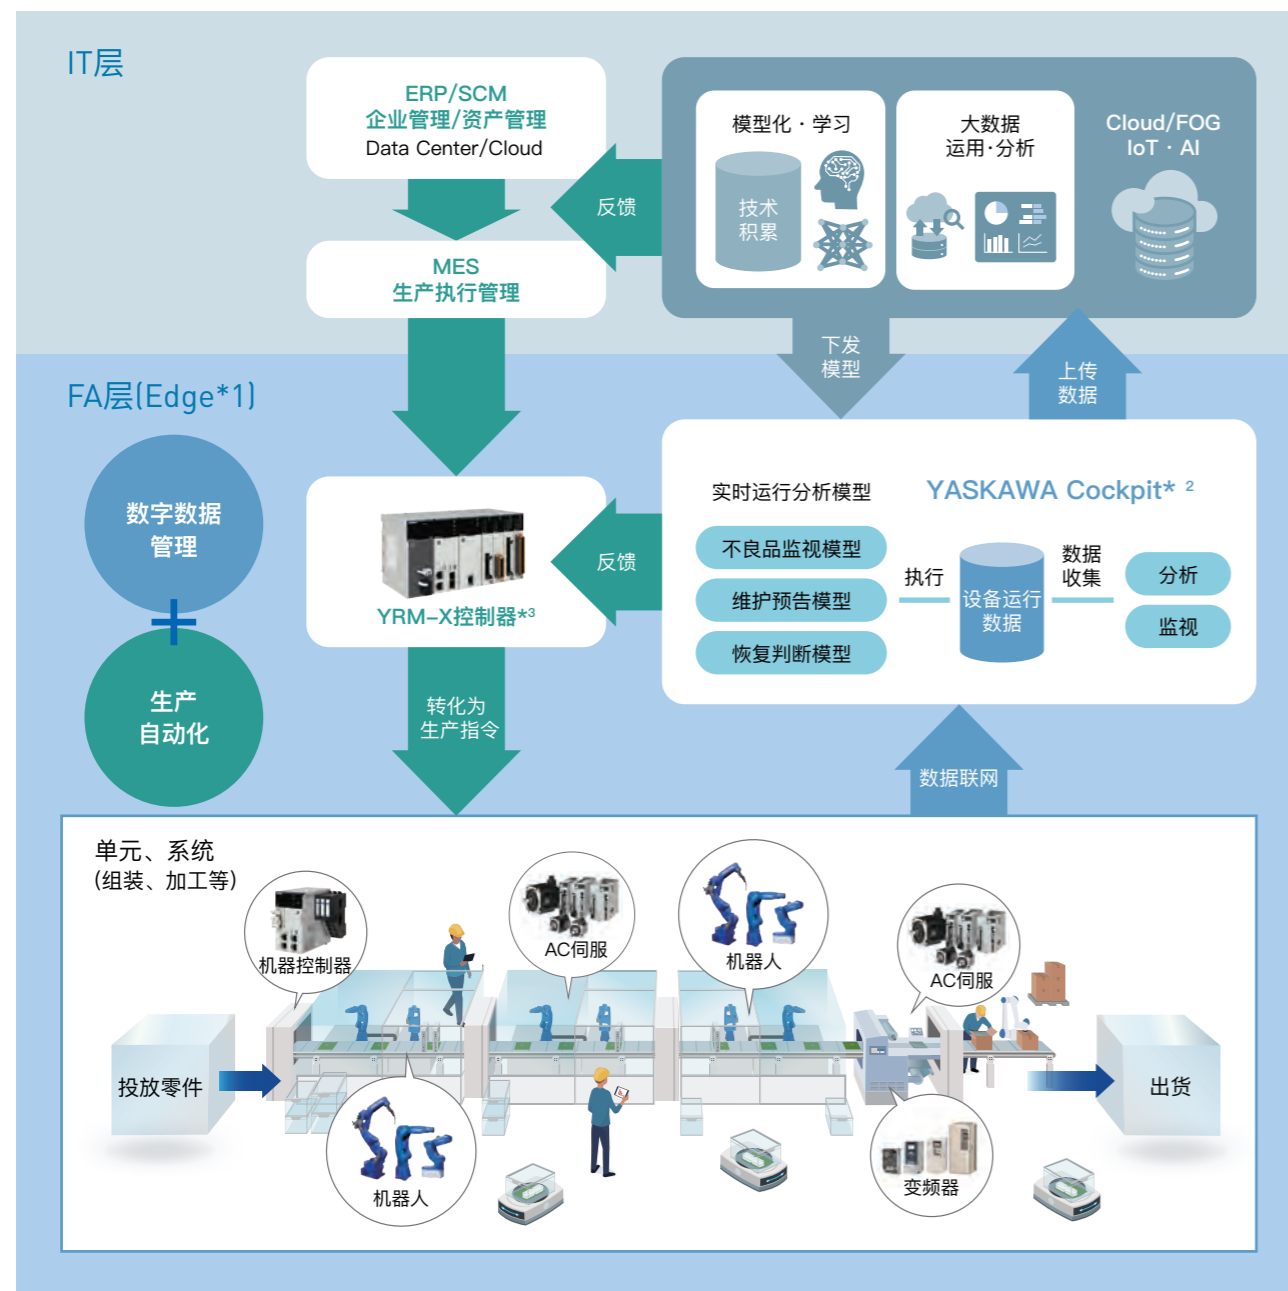 IT层
ERP/SCM
企业管理/资产管理
Data Center/Cloud
反馈
模型化·学习
技术
积累
大数据
运用·分析
Cloud/FOG
IoT · AI
MES
生产执行管理
下发
模型
上传
数据
FA层(Edge*1)
数字数据
管理
生产
自动化
YRM-X控制器*3
反馈
实时运行分析模型
YASKAWA Cockpit* 2
不良品监视模型
维护预告模型
恢复判断模型
执行
设备运行
数据
数据
收集
分析
监视
转化为
生产指令
数据联网
单元、系统
(组装、加工等)
机器控制器
AC伺服
机器人
AC伺服
投放零件
出货
机器人
变频器